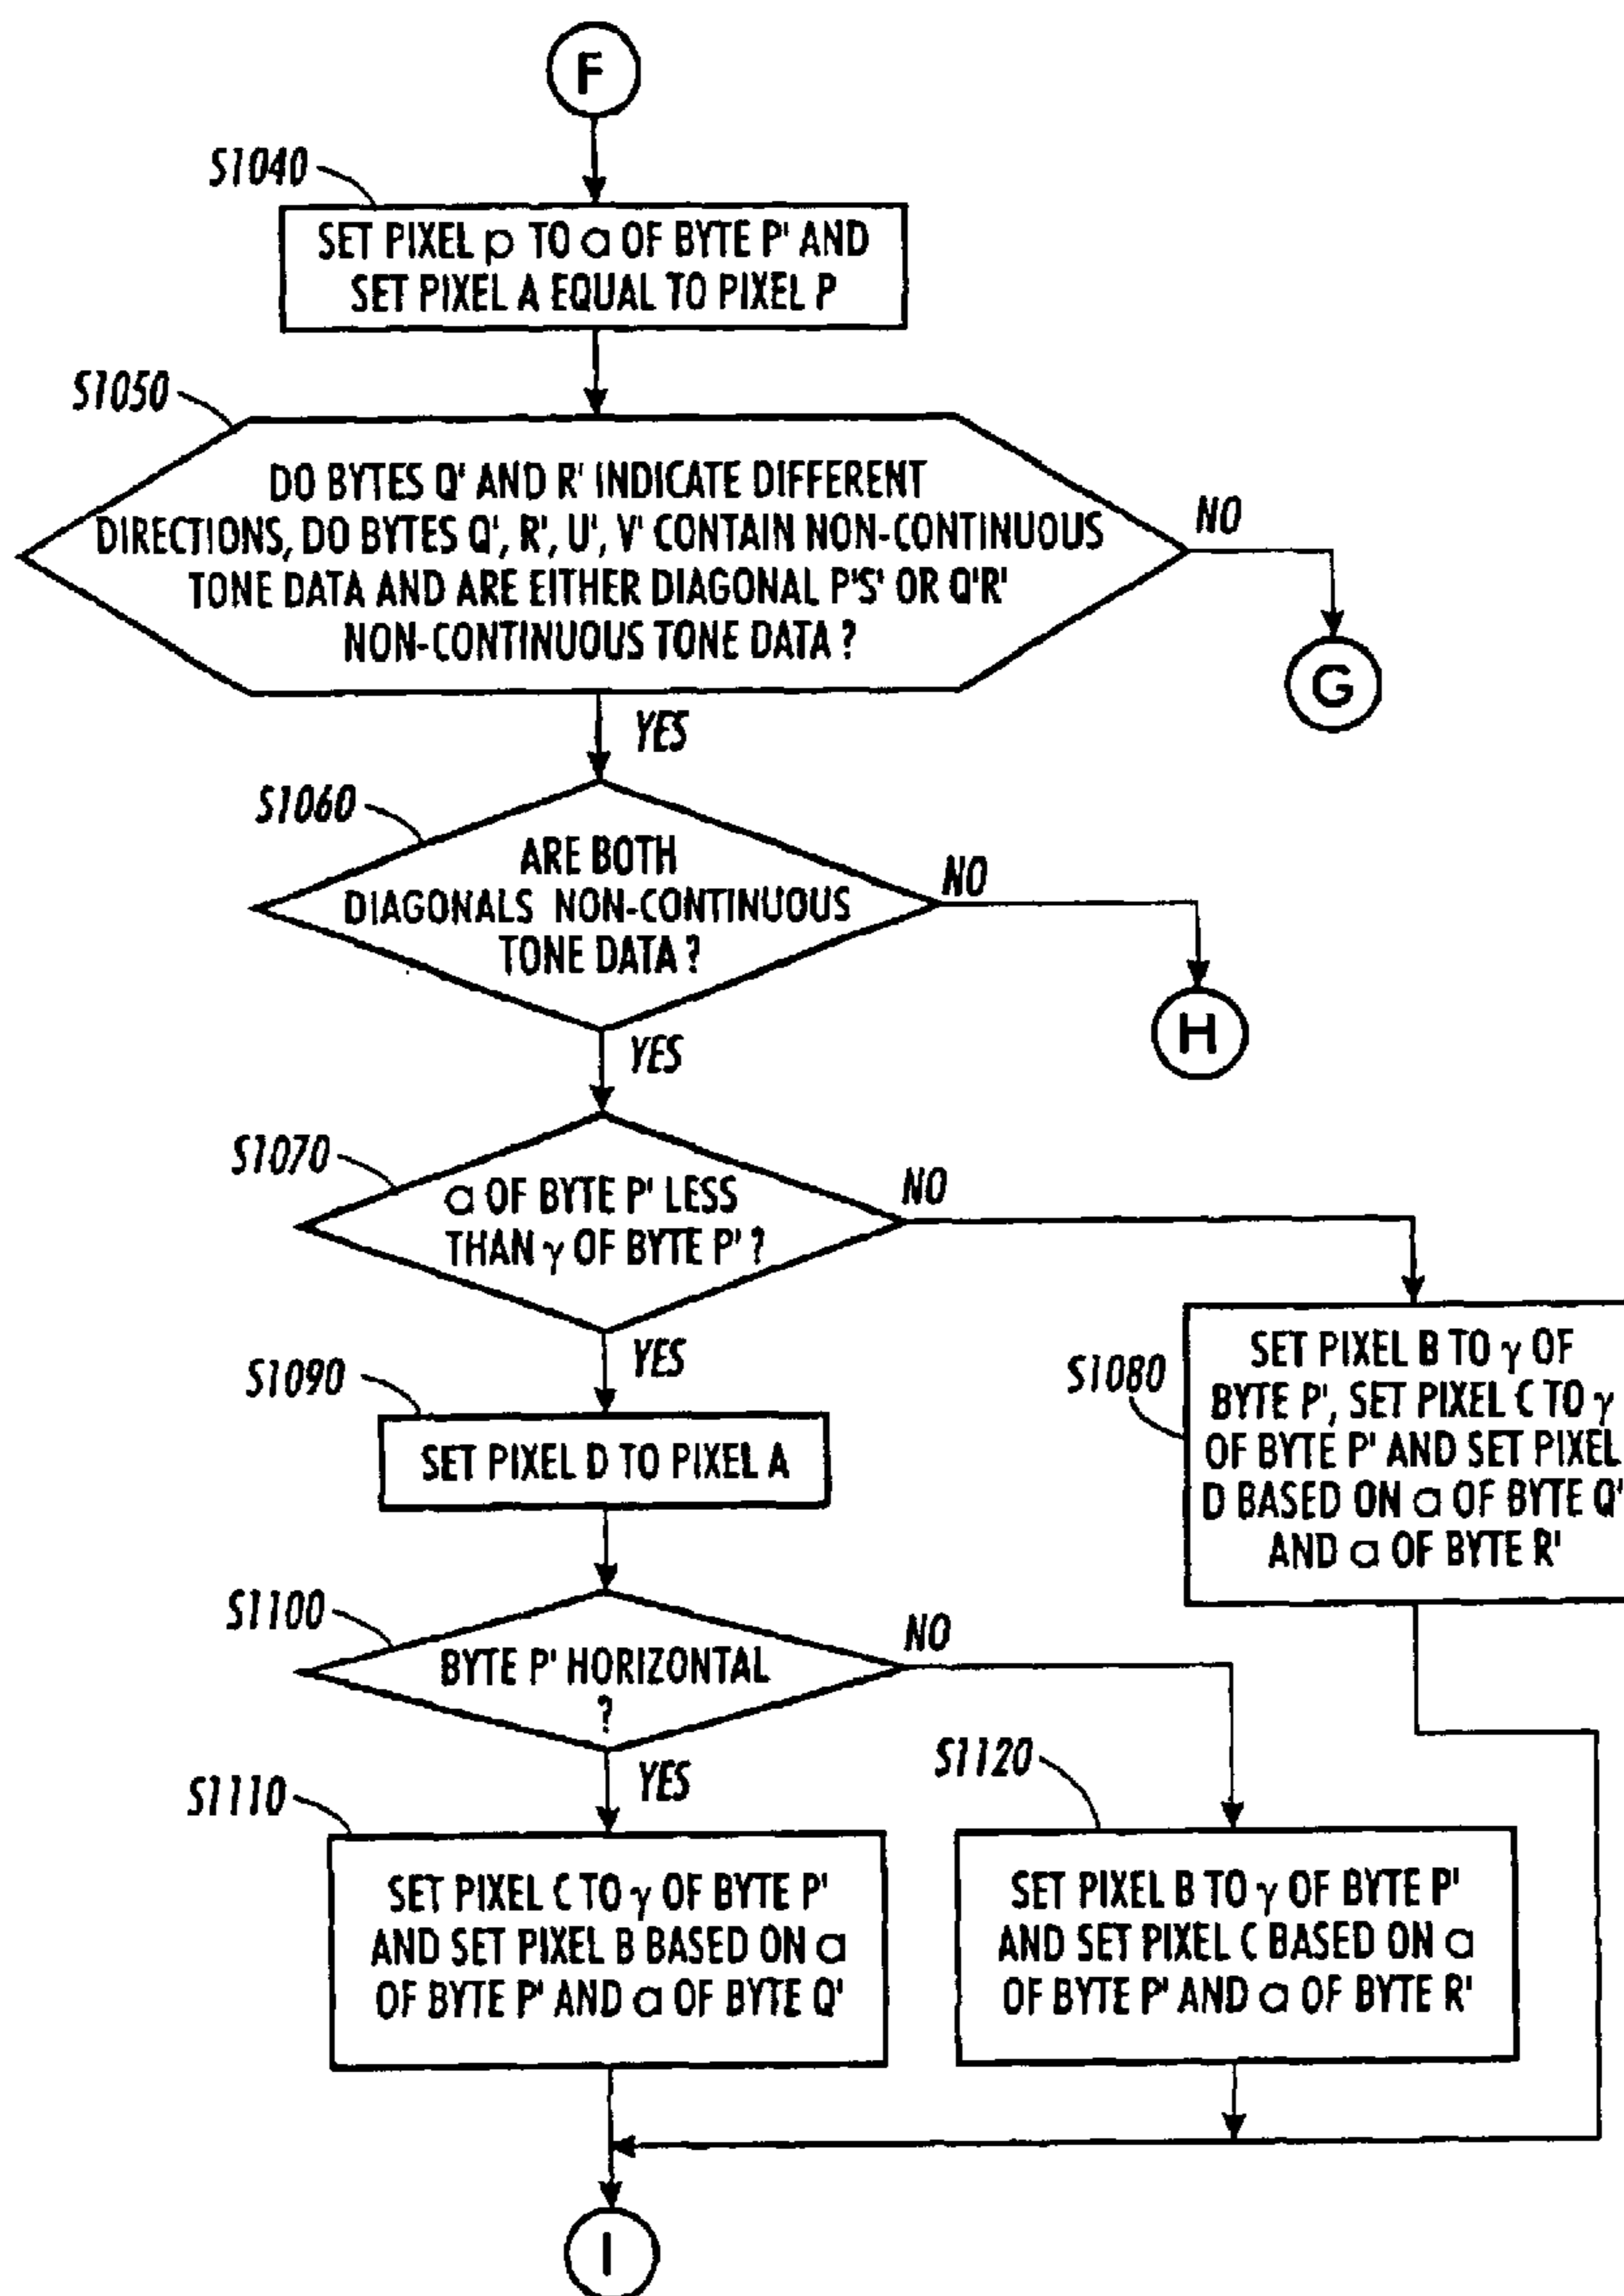 F
S1040
SET PIXEL p TO a OF BYTE P' AND
SET PIXEL A EQUAL TO PIXEL P
S1050
DO BYTES Q' AND R' INDICATE DIFFERENT
DIRECTIONS, DO BYTES Q', R', U', V' CONTAIN NON-CONTINUOUS
TONE DATA AND ARE EITHER DIAGONAL P'S' OR Q'R'
NON-CONTINUOUS TONE DATA ?
NO
G
YES
S1060
ARE BOTH
DIAGONALS NON-CONTINUOUS
TONE DATA ?
NO
H
YES
S1070
a OF BYTE P' LESS
THAN γ OF BYTE P' ?
NO
YES
S1080
SET PIXEL B TO γ OF
BYTE P', SET PIXEL C TO γ
OF BYTE P' AND SET PIXEL
D BASED ON a OF BYTE Q'
AND a OF BYTE R'
S1090
SET PIXEL D TO PIXEL A
S1100
BYTE P' HORIZONTAL
?
NO
YES
S1110
SET PIXEL C TO γ OF BYTE P'
AND SET PIXEL B BASED ON a
OF BYTE P' AND a OF BYTE Q'
S1120
SET PIXEL B TO γ OF BYTE P'
AND SET PIXEL C BASED ON a
OF BYTE P' AND a OF BYTE R'
I